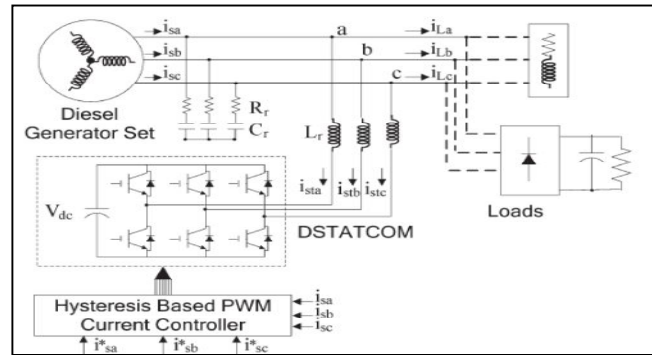 isa
a
iLa
isb
b
iLb
isc
c
iLc
Diesel
Generator Set
Rr
Cr
Lr
ista
istb
istc
Loads
Vdc
DSTATCOM
Hysteresis Based PWM
Current Controller
isa
isb
isc
i*sa
i*sb
i*sc